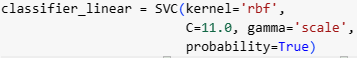 classifier_linear = SVC(kernel='rbf',
C=11.0, gamma='scale',
probability=True)